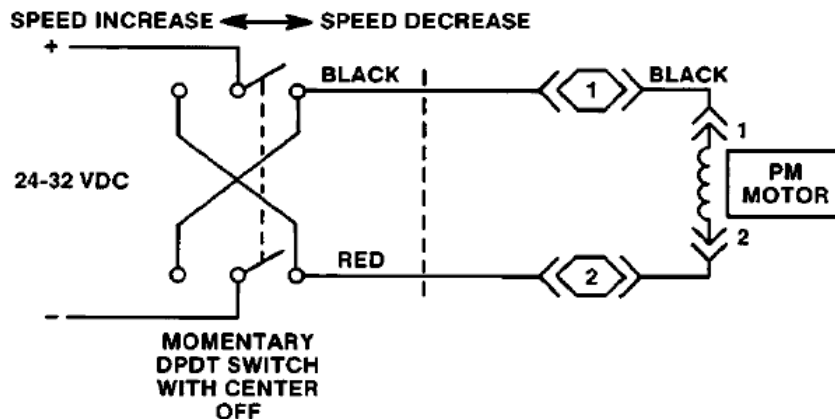 SPEED INCREASE SPEED DECREASE
+
BLACK
1
BLACK
1
24-32 VDC
PM
MOTOR
2
RED
2
-
MOMENTARY
DPDT SWITCH
WITH CENTER
OFF